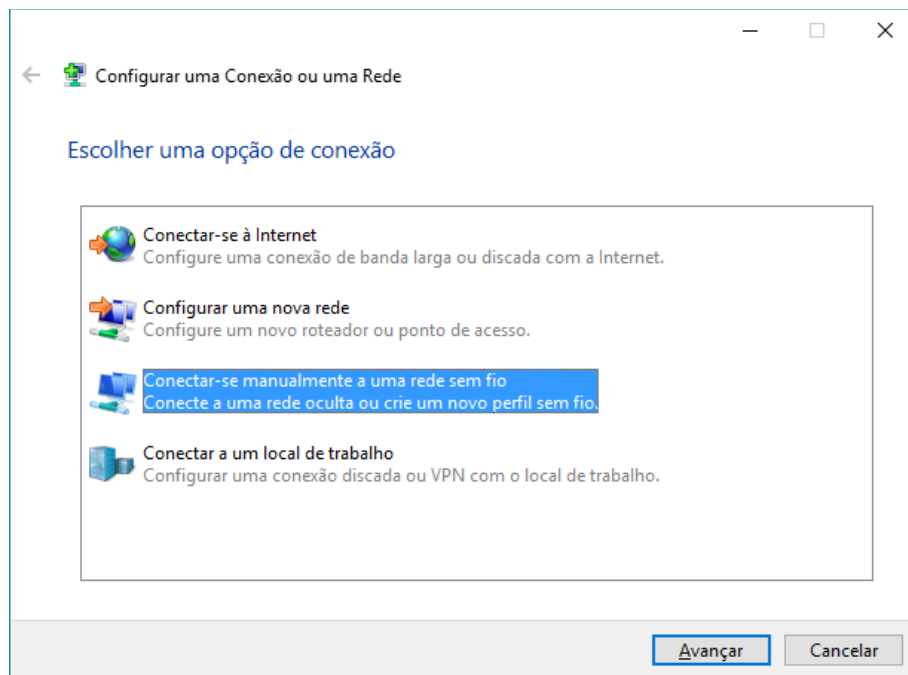 Configurar uma Conexão ou uma Rede
Escolher uma opção de conexão
Conectar-se à Internet
Configure uma conexão de banda larga ou discada com a Internet.
Configurar uma nova rede
Configure um novo roteador ou ponto de acesso.
Conectar-se manualmente a uma rede sem fio
Conecte a uma rede oculta ou crie um novo perfil sem fio.
Conectar a um local de trabalho
Configurar uma conexão discada ou VPN com o local de trabalho.
Avançar Cancelar